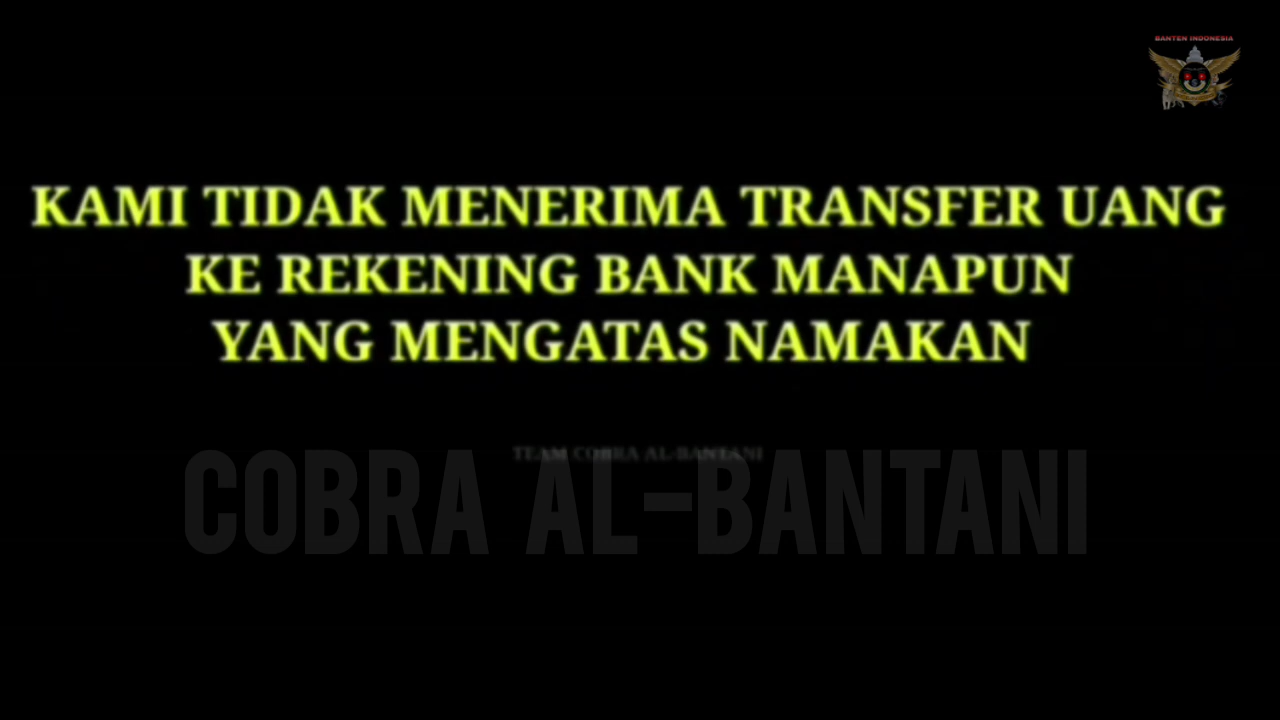 BANTEN INDONESIA
KAMI TIDAK MENERIMA TRANSFER UANG
KE REKENING BANK MANAPUN
YANG MENGATAS NAMAKAN
TEAM COBRA AL-BANTANI
COBRA AL-BANTANI